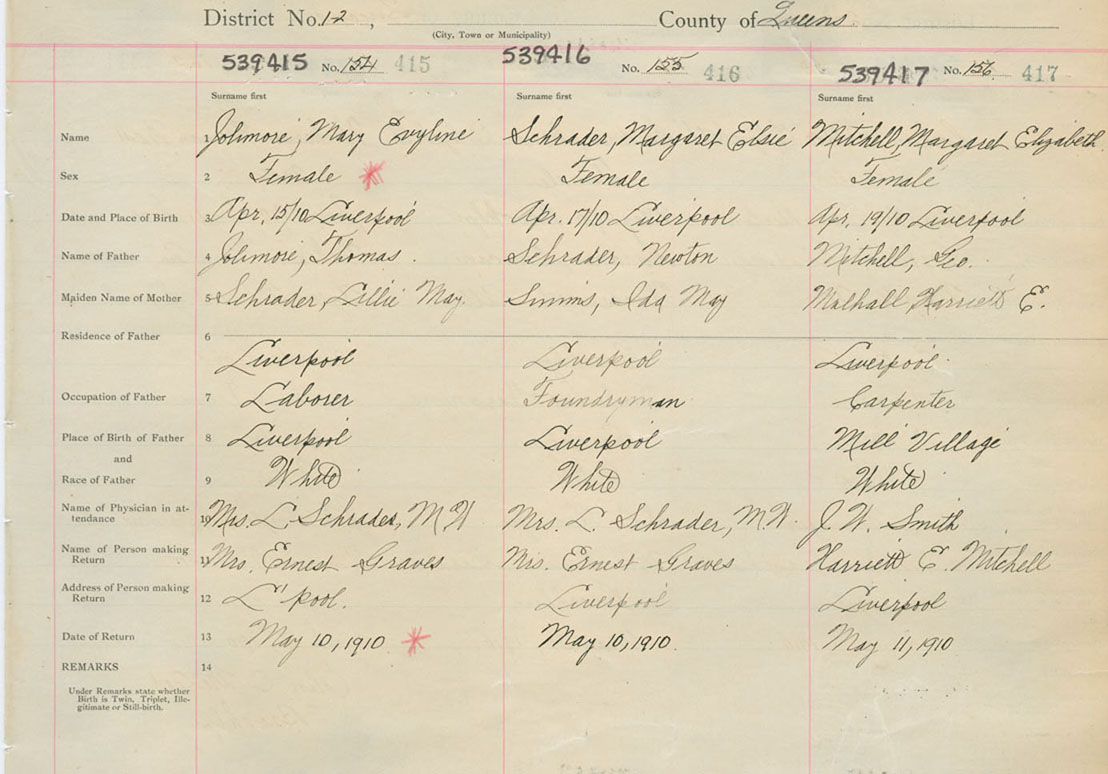 District No. 12, County of Queens
(City, Town or Municipality)
539415 No. 154 415 539416 No. 155 416 539417 No. 156 417
Surname first Surname first Surname first
Name 1 Jolimore, Mary Evyline Schrader, Margaret Elsie Mitchell, Margaret Elizabeth
Sex 2 Female * Female Female
Date and Place of Birth 3 Apr. 15/10 Liverpool Apr. 17/10 Liverpool Apr. 19/10 Liverpool
Name of Father 4 Jolimore, Thomas. Schrader, Newton Mitchell, Geo.
Maiden Name of Mother 5 Schrader, Lillie May. Simms, Ida May Mulhall Harriett E.
Residence of Father 6
Liverpool Liverpool Liverpool
Occupation of Father 7 Laborer Foundryman Carpenter
Place of Birth of Father 8 Liverpool Liverpool Mill Village
and
Race of Father 9 White White White
Name of Physician in at-
tendance 10 Mrs. L. Schrader, M W Mrs. L. Schrader, M W. J. W. Smith
Name of Person making
Return 11 Mrs. Ernest Graves Mrs. Ernest Graves Harriett E. Mitchell
Address of Person making
Return 12 L'pool. Liverpool Liverpool
Date of Return 13 May 10, 1910 * May 10, 1910 May 11, 1910
REMARKS 14
Under Remarks state whether
Birth is Twin, Triplet, Ille-
gitimate or Still-birth.